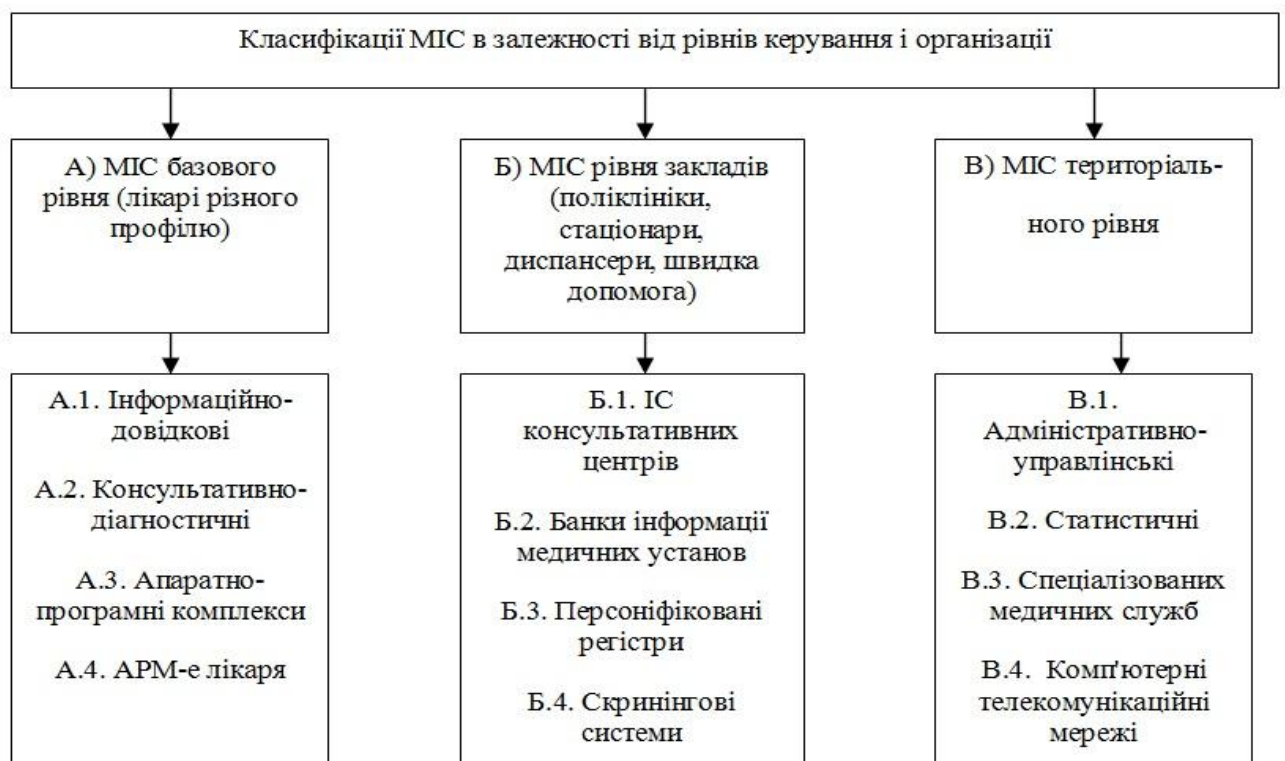 Класифікації МІС в залежності від рівнів керування і організації
А) МІС базового
рівня (лікарі різного
профілю)
Б) МІС рівня закладів
(поліклініки,
стаціонари,
диспансери, швидка
допомога)
В) МІС територіаль-
ного рівня
А.1. Інформаційно-
довідкові
А.2. Консультативно-
діагностичні
А.3. Апаратно-
програмні комплекси
А.4. АРМ-е лікаря
Б.1. ІС
консультативних
центрів
Б.2. Банки інформації
медичних установ
Б.3. Персоніфіковані
регістри
Б.4. Скринінгові
системи
В.1.
Адміністративно-
управлінські
В.2. Статистичні
В.3. Спеціалізованих
медичних служб
В.4. Комп'ютерні
телекомунікаційні
мережі